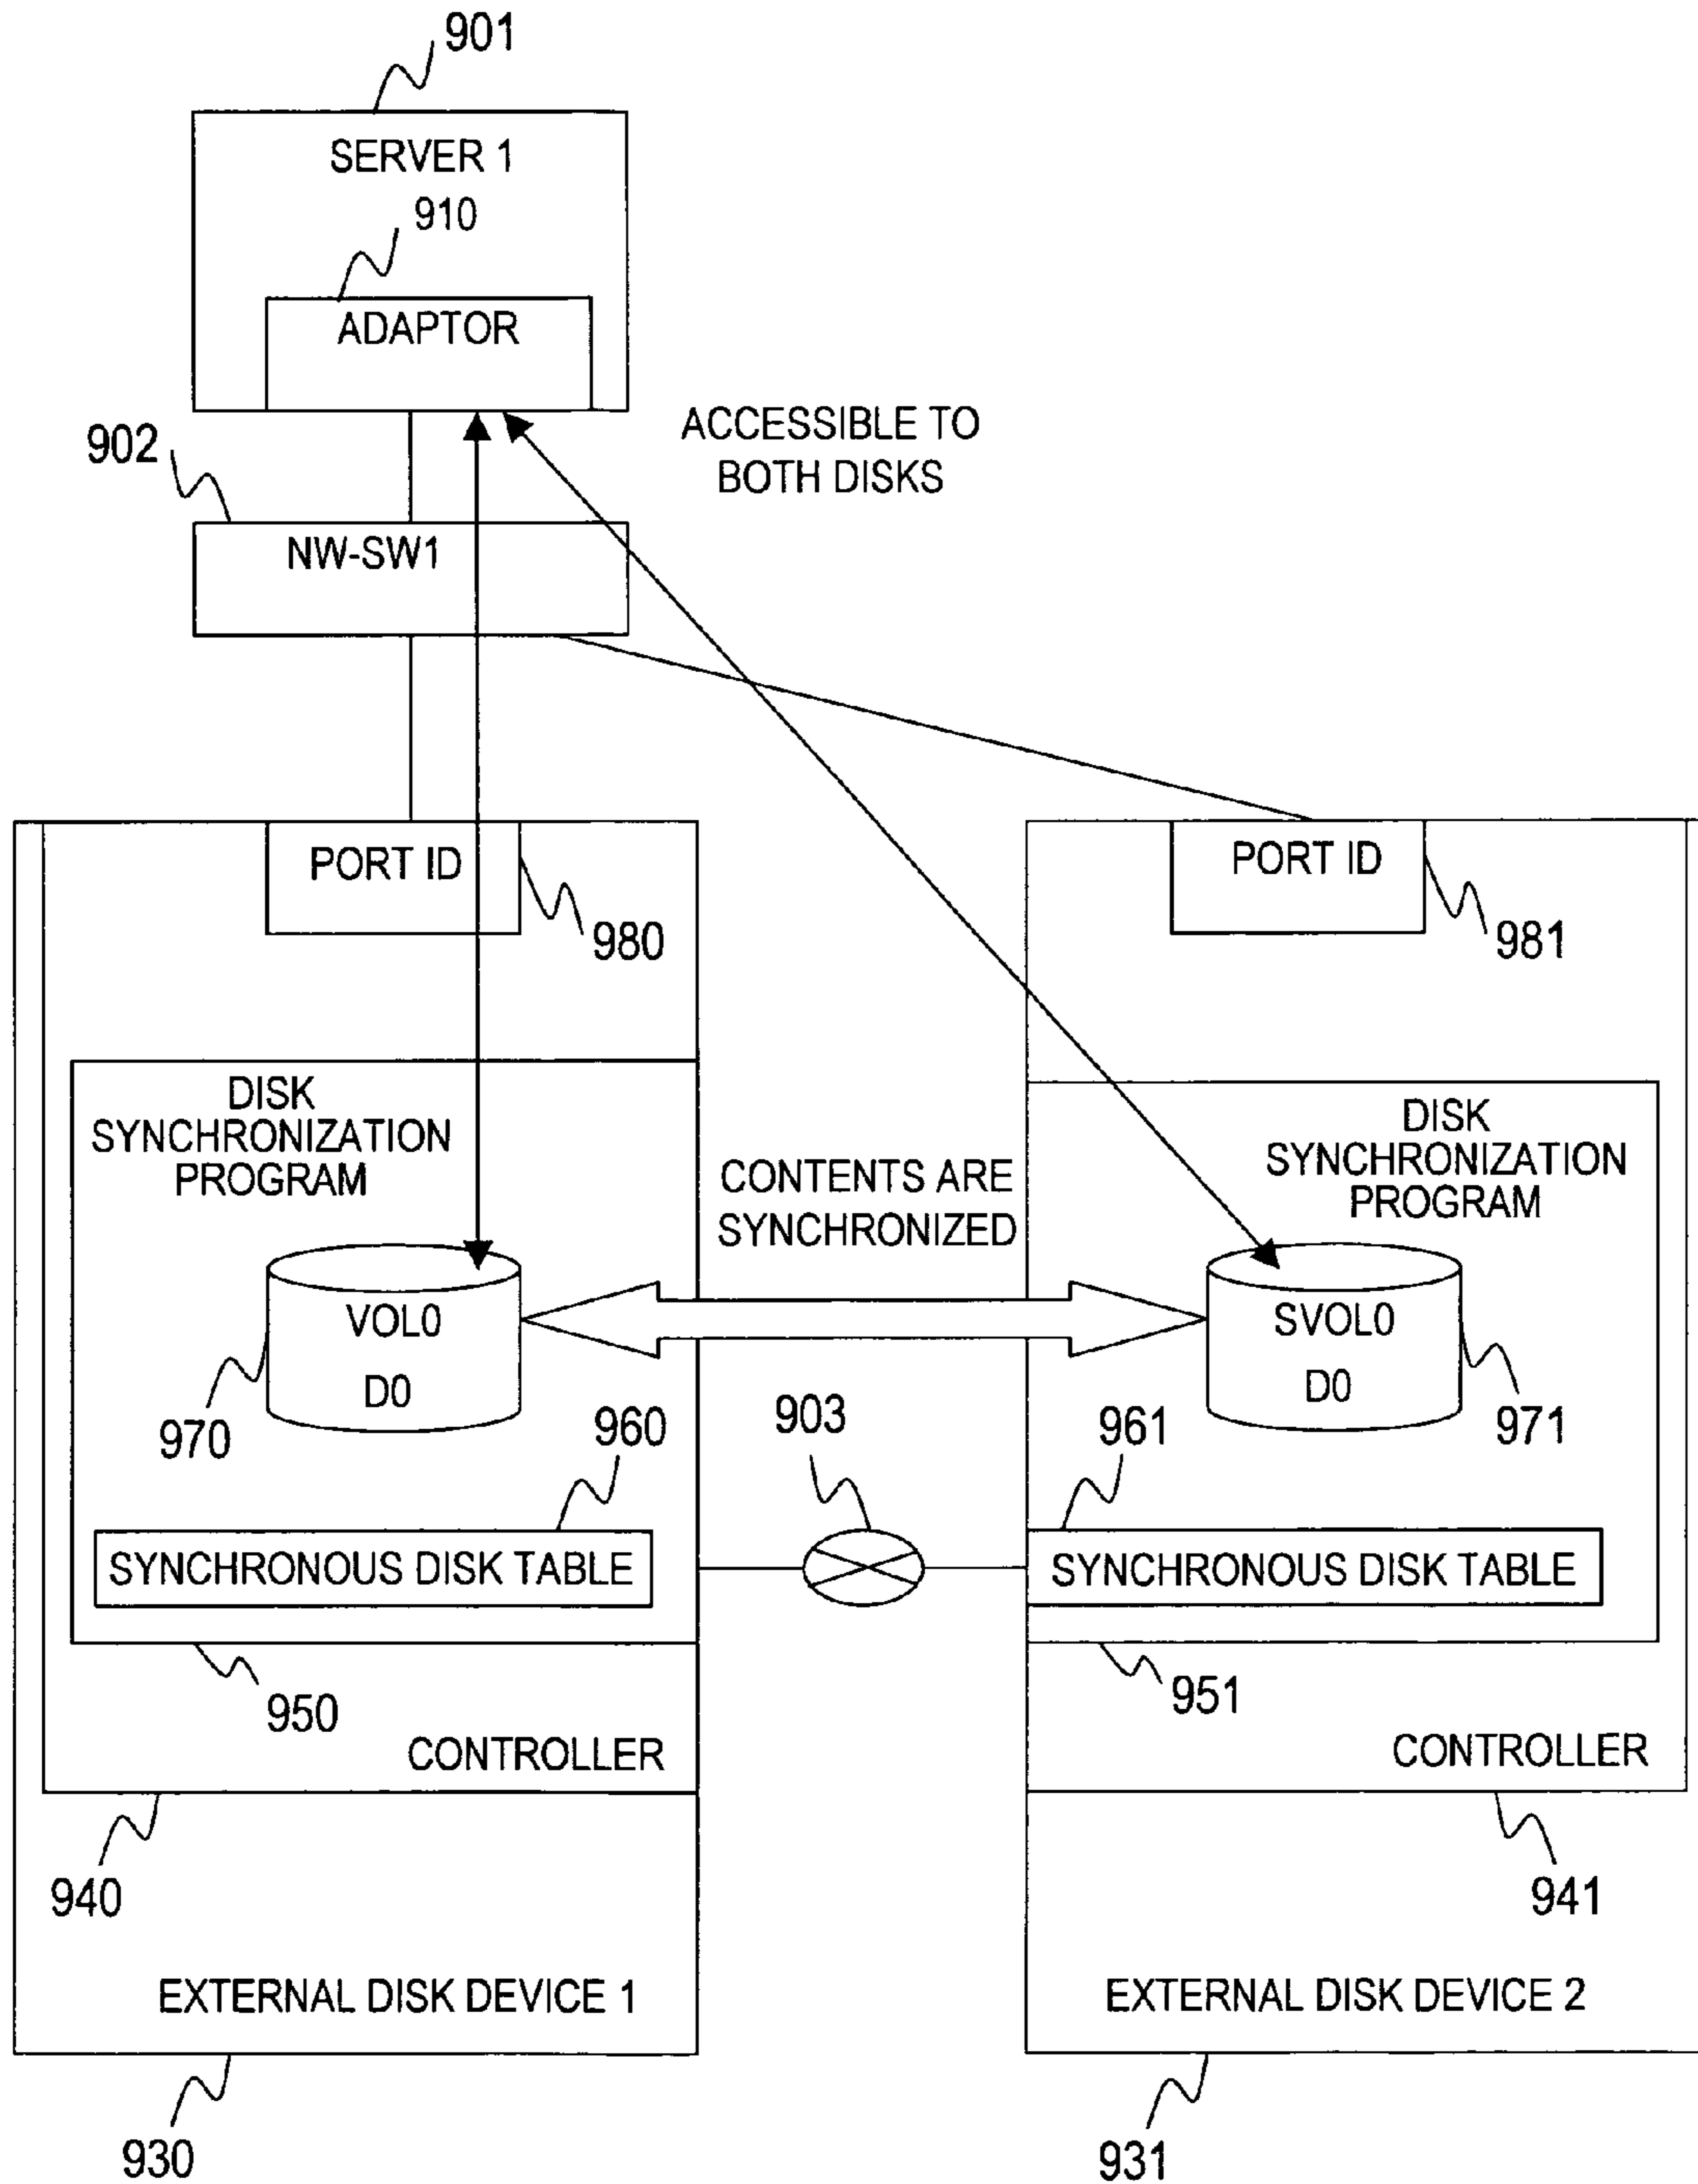 901
SERVER 1
910
ADAPTOR
902
ACCESSIBLE TO
BOTH DISKS
NW-SW1
PORT ID
980
PORT ID
981
DISK
SYNCHRONIZATION
PROGRAM
DISK
SYNCHRONIZATION
PROGRAM
CONTENTS ARE
SYNCHRONIZED
VOL0
D0
970
SVOL0
D0
971
960
903
961
SYNCHRONOUS DISK TABLE
SYNCHRONOUS DISK TABLE
950
951
CONTROLLER
CONTROLLER
940
941
EXTERNAL DISK DEVICE 1
EXTERNAL DISK DEVICE 2
930
931